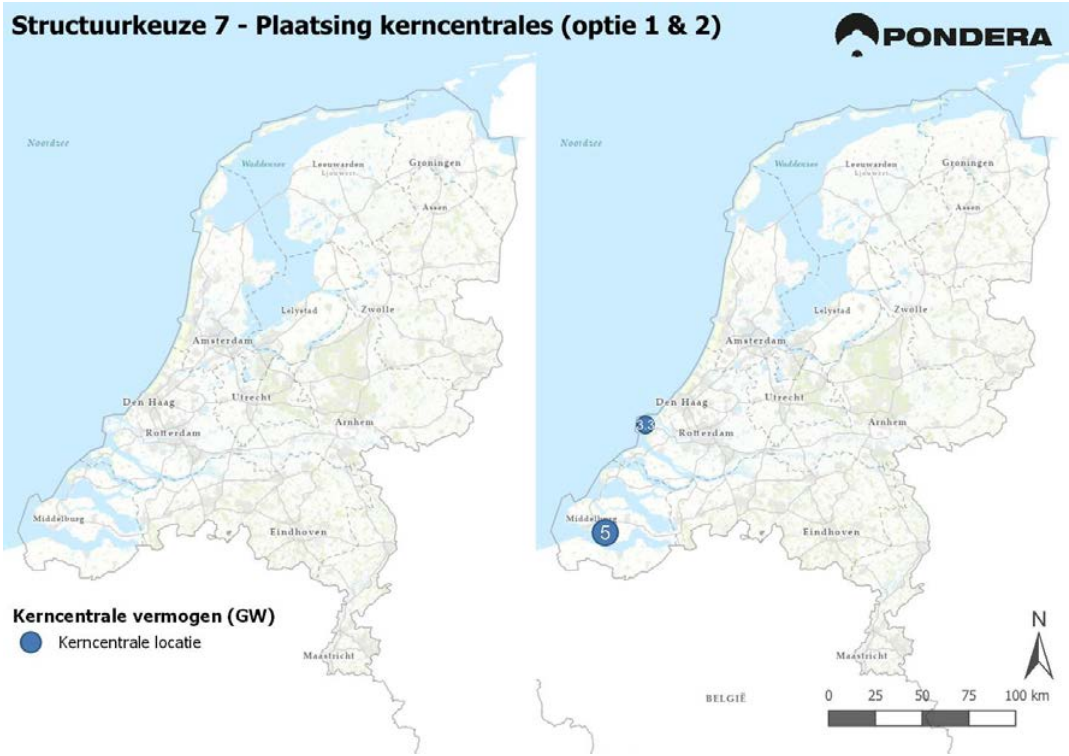 Structuurkeuze 7 - Plaatsing kerncentrales (optie 1 & 2)
PONDERA
Noordzee
Waddenzee
Leeuwarden
Ljouwert
Groningen
Assen
Lelystad
Zwolle
Amsterdam
Den Haag
Utrecht
Rotterdam
Arnhem
Middelburg
Eindhoven
Maastricht
Noordzee
Waddenzee
Leeuwarden
Ljouwert
Groningen
Assen
Lelystad
Zwolle
Amsterdam
Den Haag
Utrecht
3.3
Rotterdam
Arnhem
Middelburg
5
Eindhoven
Maastricht
BELGIË
Kerncentrale vermogen (GW)
Kerncentrale locatie
N
0 25 50 75 100 km